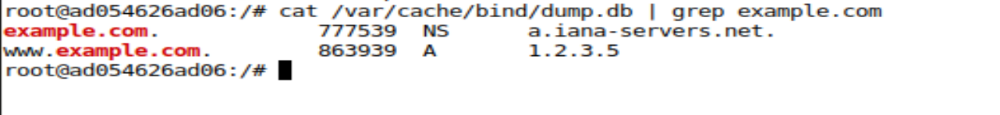 root@ad054626ad06:/# cat /var/cache/bind/dump.db | grep example.com
example.com. 777539 NS a.iana-servers.net.
www.example.com. 863939 A 1.2.3.5
root@ad054626ad06:/#